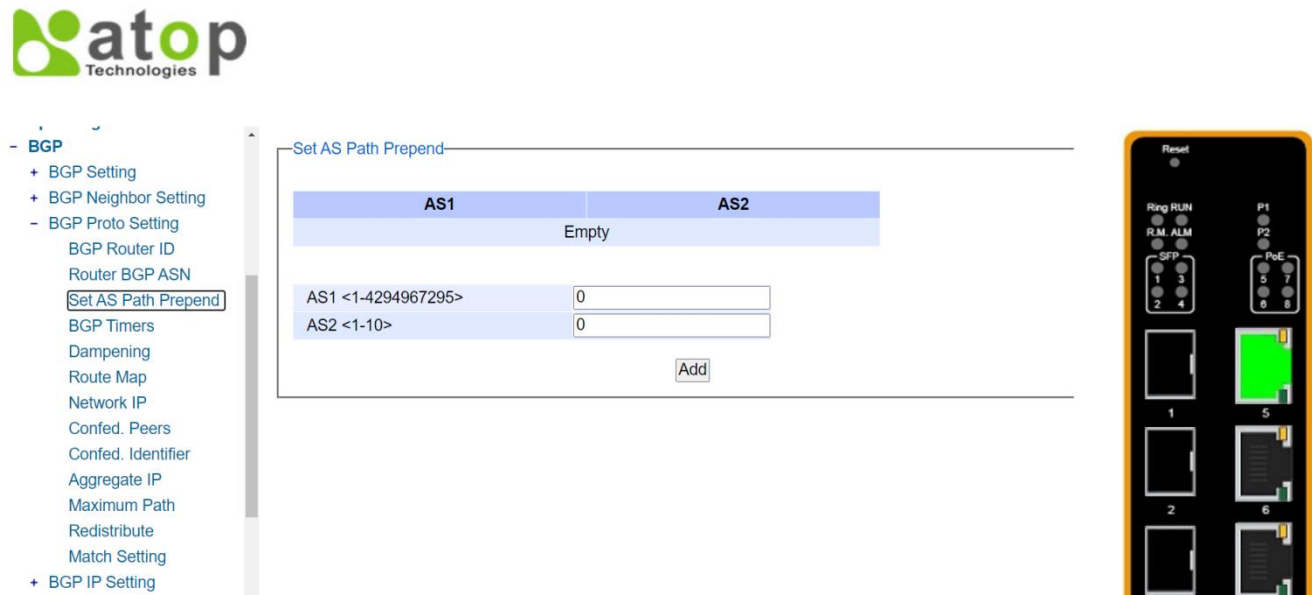 atop
Technologies
- BGP
+ BGP Setting
+ BGP Neighbor Setting
- BGP Proto Setting
BGP Router ID
Router BGP ASN
Set AS Path Prepend
BGP Timers
Dampening
Route Map
Network IP
Confed. Peers
Confed. Identifier
Aggregate IP
Maximum Path
Redistribute
Match Setting
+ BGP IP Setting
Set AS Path Prepend
AS1 AS2
Empty
AS1 <1-4294967295> 0
AS2 <1-10> 0
Add
Reset
Ring RUN P1
R.M. ALM P2
SFP PoE
1 3 5 7
2 4 6 8
1 5
2 6